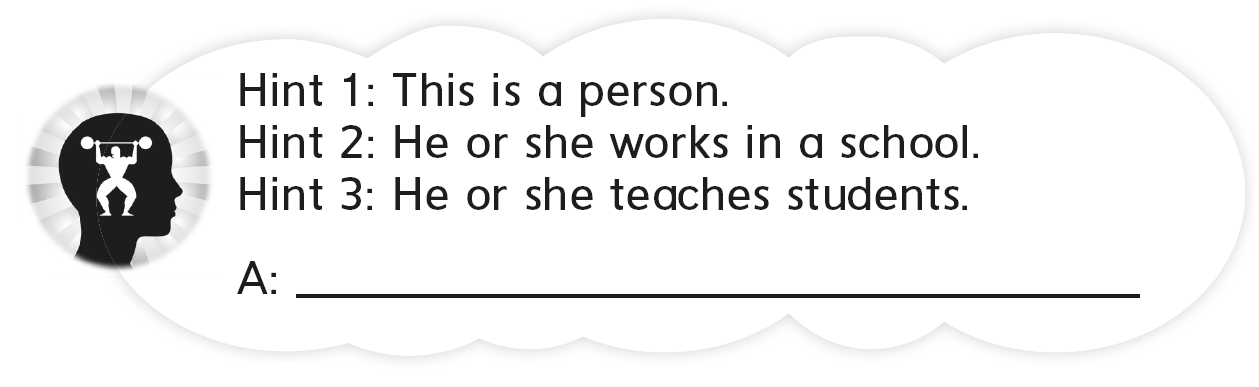 Hint 1: This is a person.
Hint 2: He or she works in a school.
Hint 3: He or she teaches students.
A: